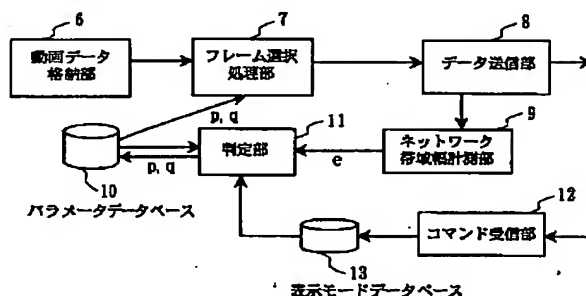 6
7
8
動画データ
格納部
フレーム選択
処理部
データ送信部
9
p, q
11
10
p, q
判定部
e
ネットワーク
帯域幅計測部
パラメータデータベース
12
コマンド受信部
13
表示モードデータベース